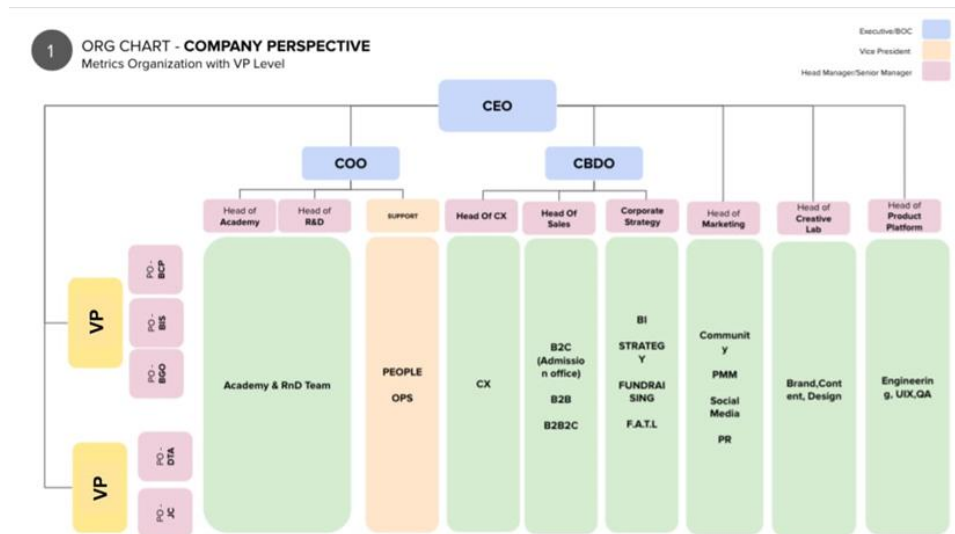 1
ORG CHART - COMPANY PERSPECTIVE
Metrics Organization with VP Level
Executive/BOC
Vice President
Head Manager/Senior Manager
CEO
COO
CBDO
Head of
Academy
Head of
R&D
SUPPORT
Head Of CX
Head Of
Sales
Corporate
Strategy
Head of
Marketing
Head of
Creative
Lab
Head of
Product
Platform
VP
PO -
BCP
PO -
BIS
PO -
BGO
VP
PO -
DTA
PO -
JC
Academy & RnD Team
PEOPLE
OPS
CX
B2C
(Admissio
n office)
B2B
B2B2C
BI
STRATEG
Y
FUNDRAI
SING
F.A.T.L
Communit
y
PMM
Social
Media
PR
Brand,Cont
ent, Design
Engineerin
g, UIX,QA